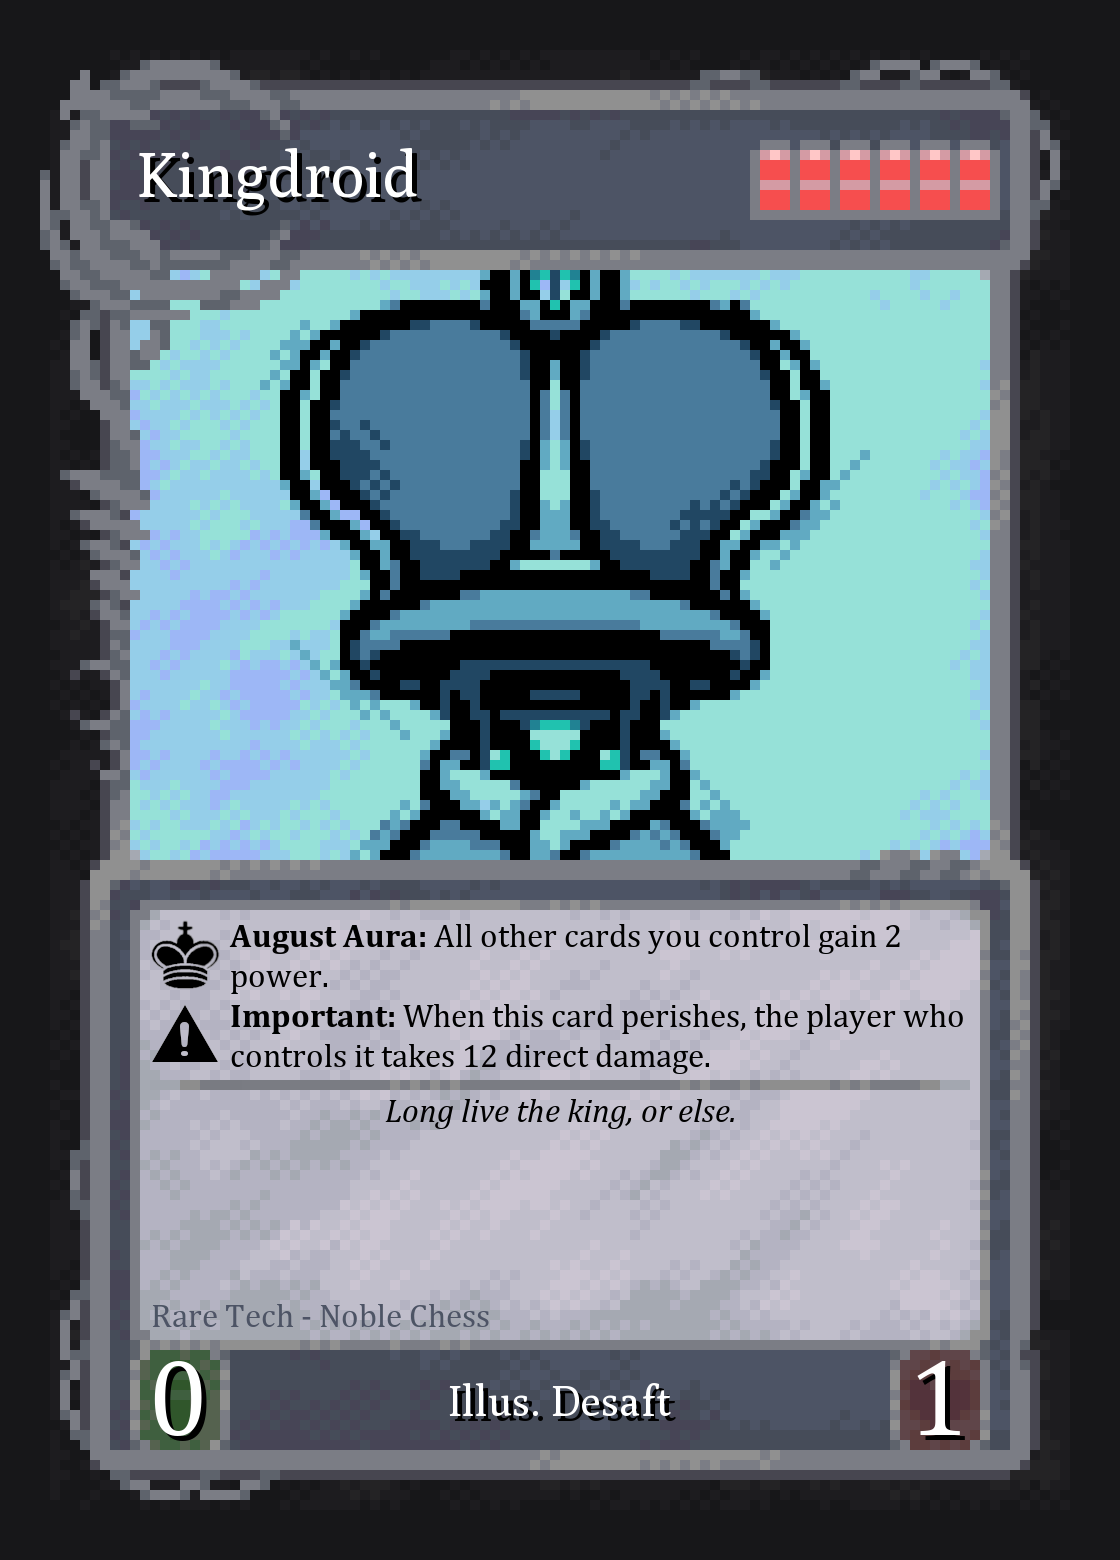 Kingdroid
August Aura: All other cards you control gain 2
power.
Important: When this card perishes, the player who
controls it takes 12 direct damage.
Long live the king, or else.
Rare Tech - Noble Chess
0
Illus. Desaft
1